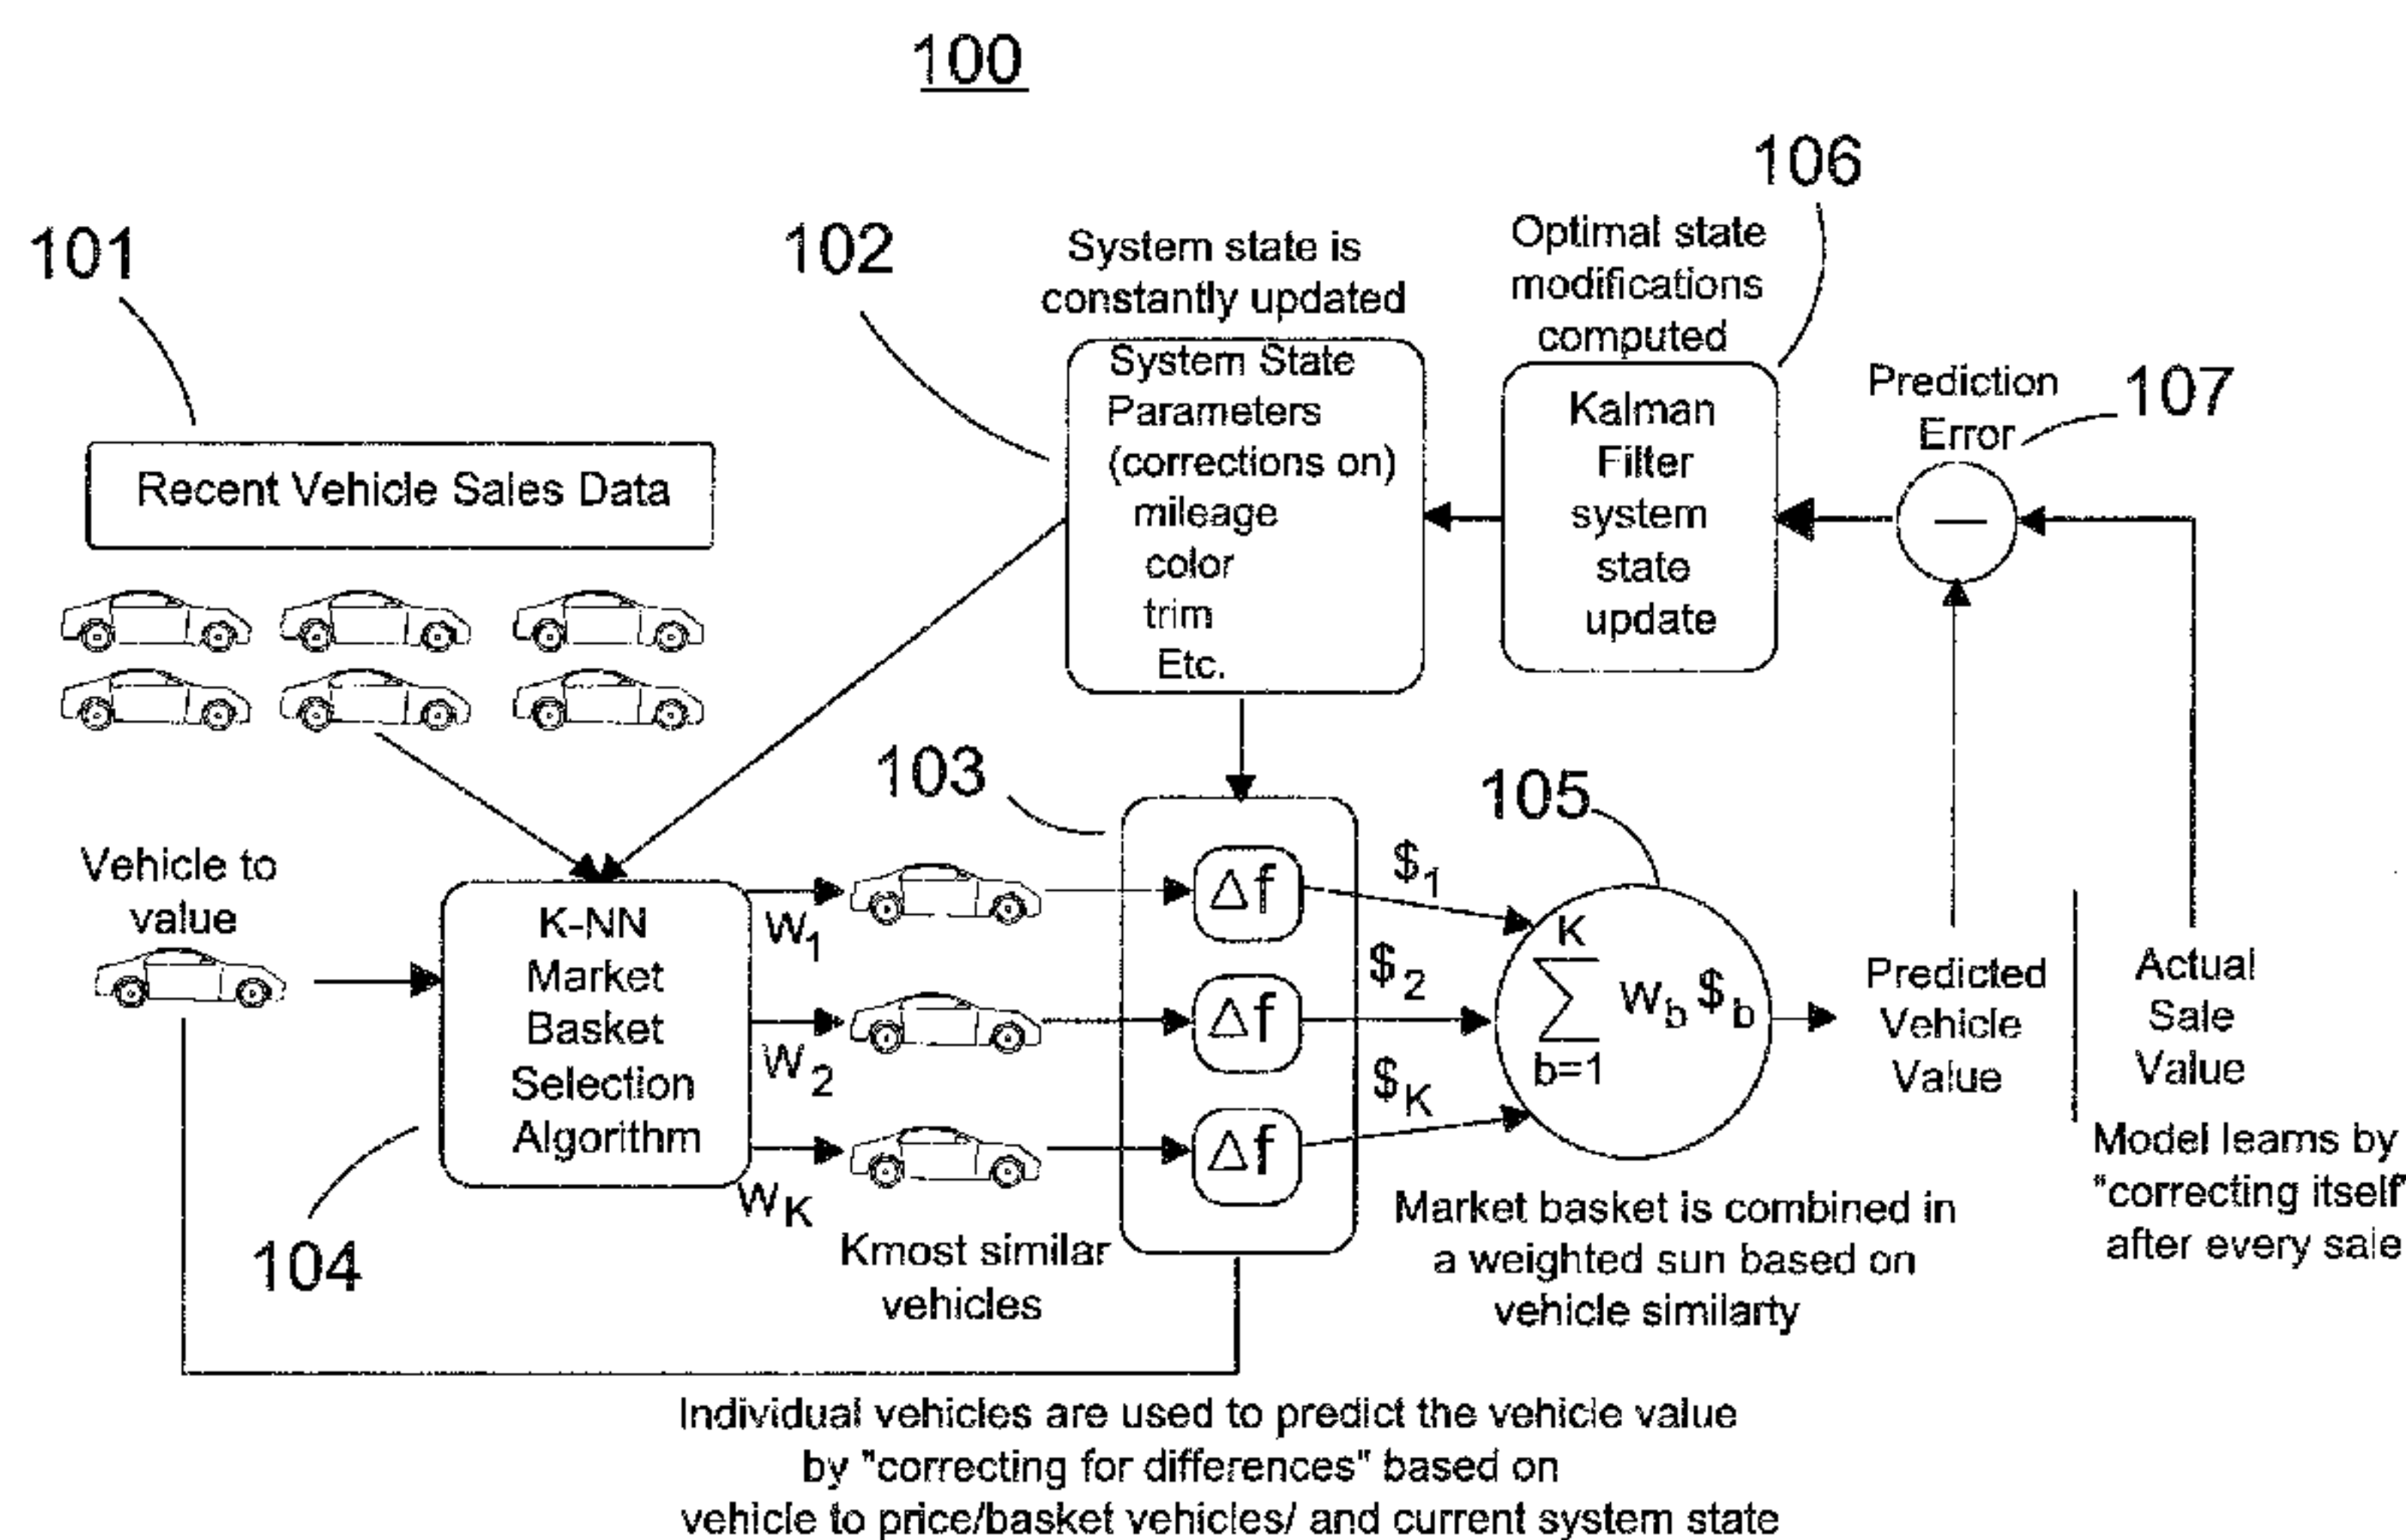 100
101
Recent Vehicle Sales Data
102
System state is
constantly updated
System State
Parameters
(corrections on)
mileage
color
trim
Etc.
106
Optimal state
modifications
computed
Kalman
Filter
system
state
update
Prediction
Error
107
—
Vehicle to
value
K-NN
Market
Basket
Selection
Algorithm
104
W1
W2
WK
Kmost similar
vehicles
103
Δf
Δf
Δf
$1
$2
$K
105
K
∑ Wb $b
b=1
Market basket is combined in
a weighted sun based on
vehicle similarty
Predicted
Vehicle
Value
Actual
Sale
Value
Model leams by
"correcting itself"
after every sale
Individual vehicles are used to predict the vehicle value
by "correcting for differences" based on
vehicle to price/basket vehicles/ and current system state